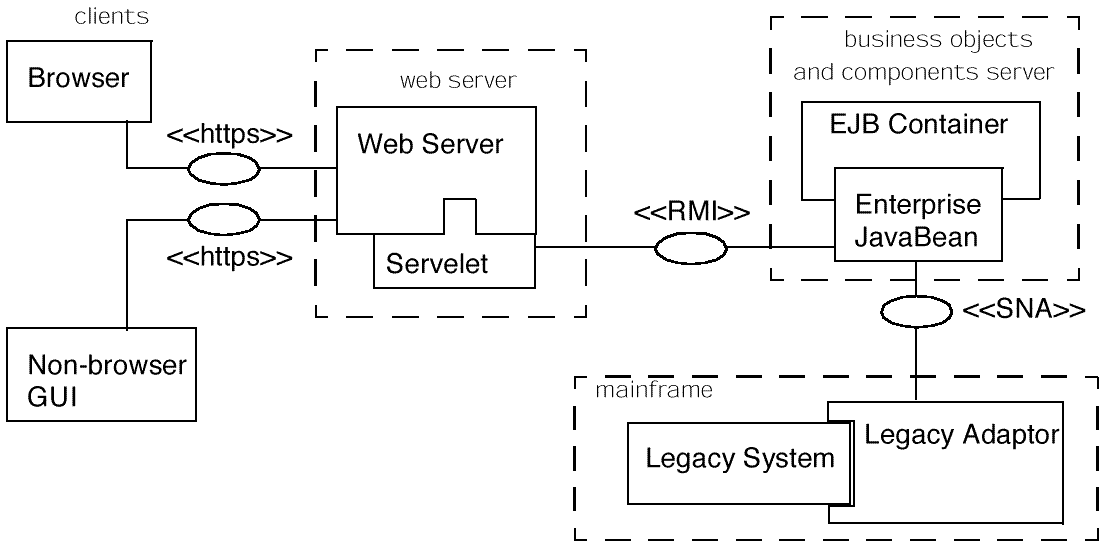 clients
Browser
<<https>>
<<https>>
Non-browser
GUI
web server
Web Server
Servelet
<<RMI>>
business objects
and components server
EJB Container
Enterprise
JavaBean
<<SNA>>
mainframe
Legacy System
Legacy Adaptor